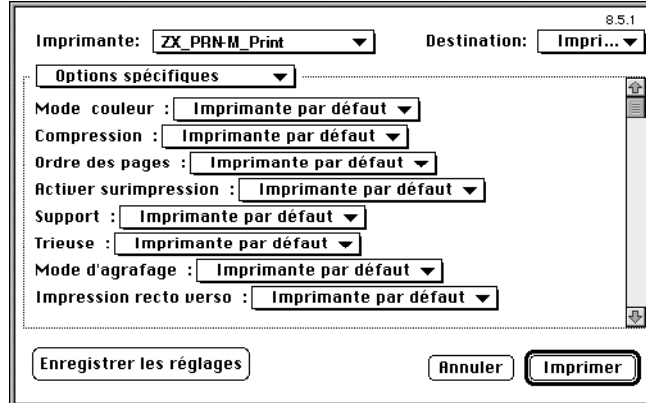 8.5.1
Imprimante: ZX_PRN-M_Print Destination: Impri...
Options spécifiques
Mode couleur : Imprimante par défaut
Compression : Imprimante par défaut
Ordre des pages : Imprimante par défaut
Activer surimpression : Imprimante par défaut
Support : Imprimante par défaut
Trieuse : Imprimante par défaut
Mode d'agrafage : Imprimante par défaut
Impression recto verso : Imprimante par défaut
Enregistrer les réglages Annuler Imprimer